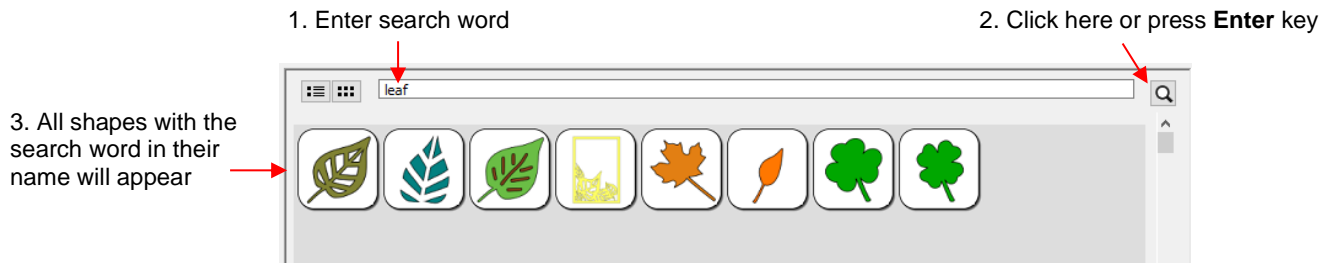 1. Enter search word
2. Click here or press Enter key
leaf
3. All shapes with the
search word in their
name will appear